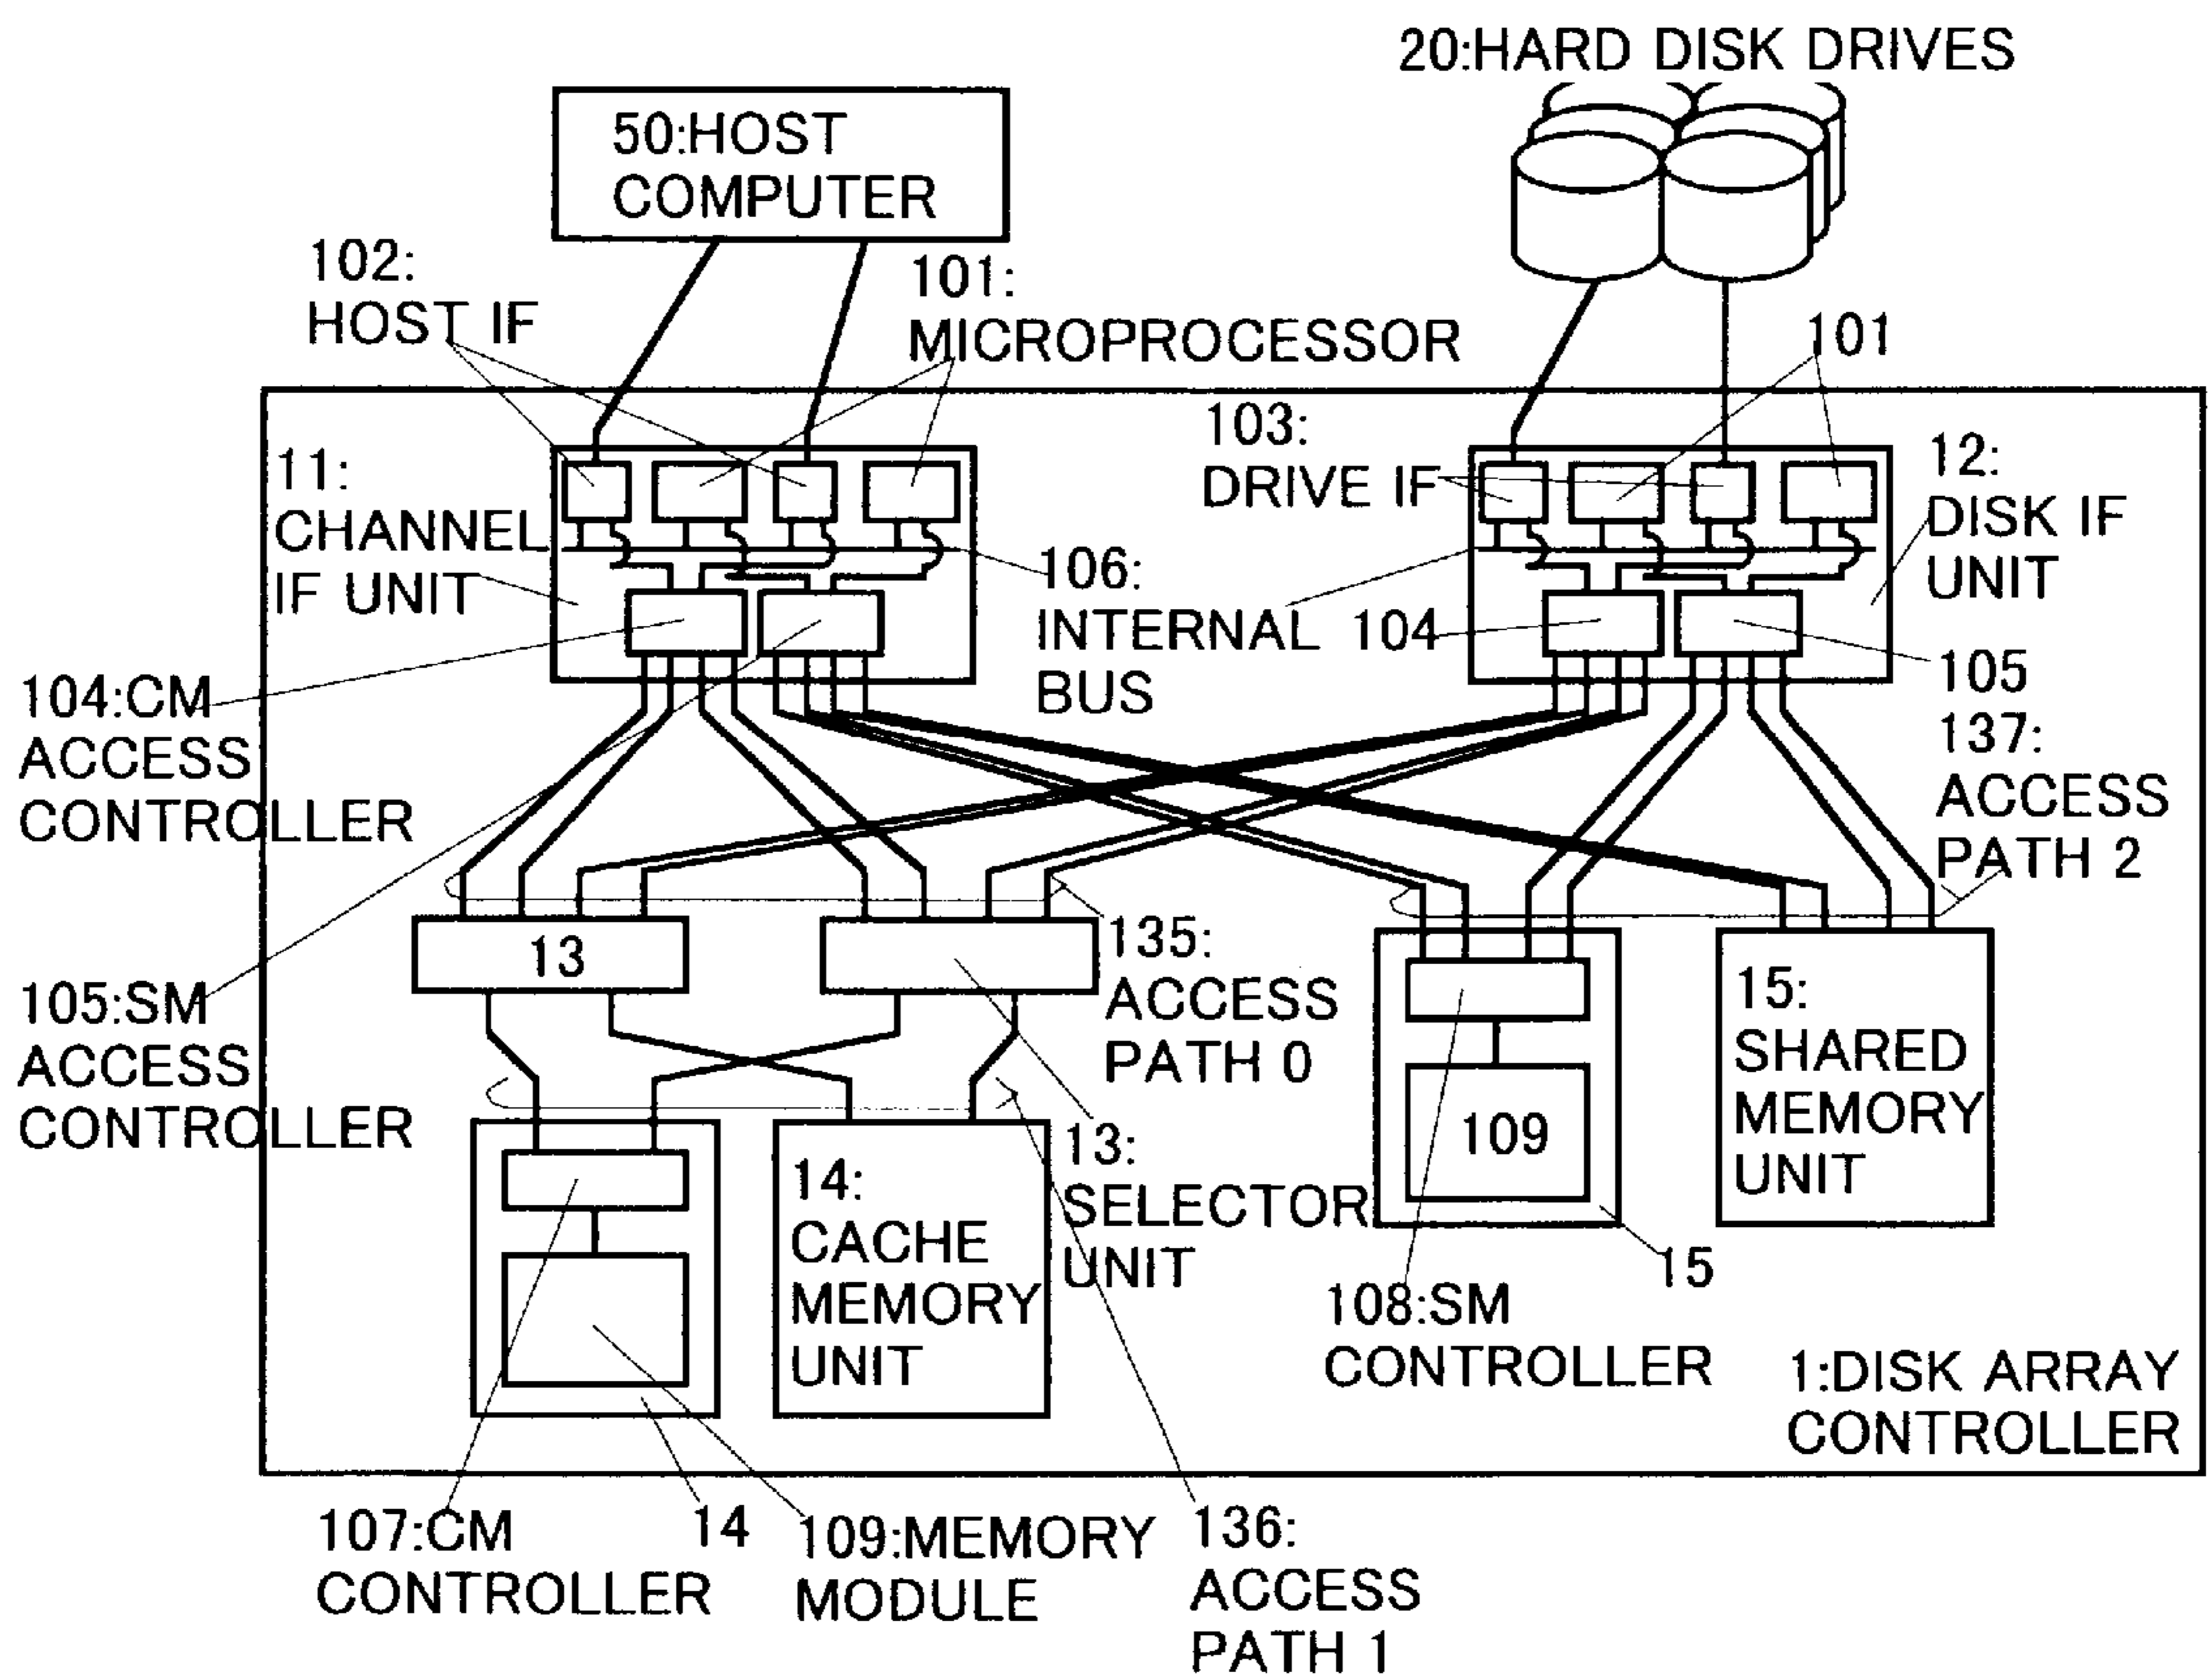 20:HARD DISK DRIVES
50:HOST
COMPUTER
102:
HOST IF
101:
MICROPROCESSOR
101
11:
CHANNEL
IF UNIT
103:
DRIVE IF
12:
DISK IF
UNIT
106:
INTERNAL
BUS
104
105
104:CM
ACCESS
CONTROLLER
137:
ACCESS
PATH 2
13
135:
ACCESS
PATH 0
105:SM
ACCESS
CONTROLLER
15:
SHARED
MEMORY
UNIT
109
13:
SELECTOR
UNIT
14:
CACHE
MEMORY
UNIT
15
108:SM
CONTROLLER
1:DISK ARRAY
CONTROLLER
107:CM
CONTROLLER
14
109:MEMORY
MODULE
136:
ACCESS
PATH 1